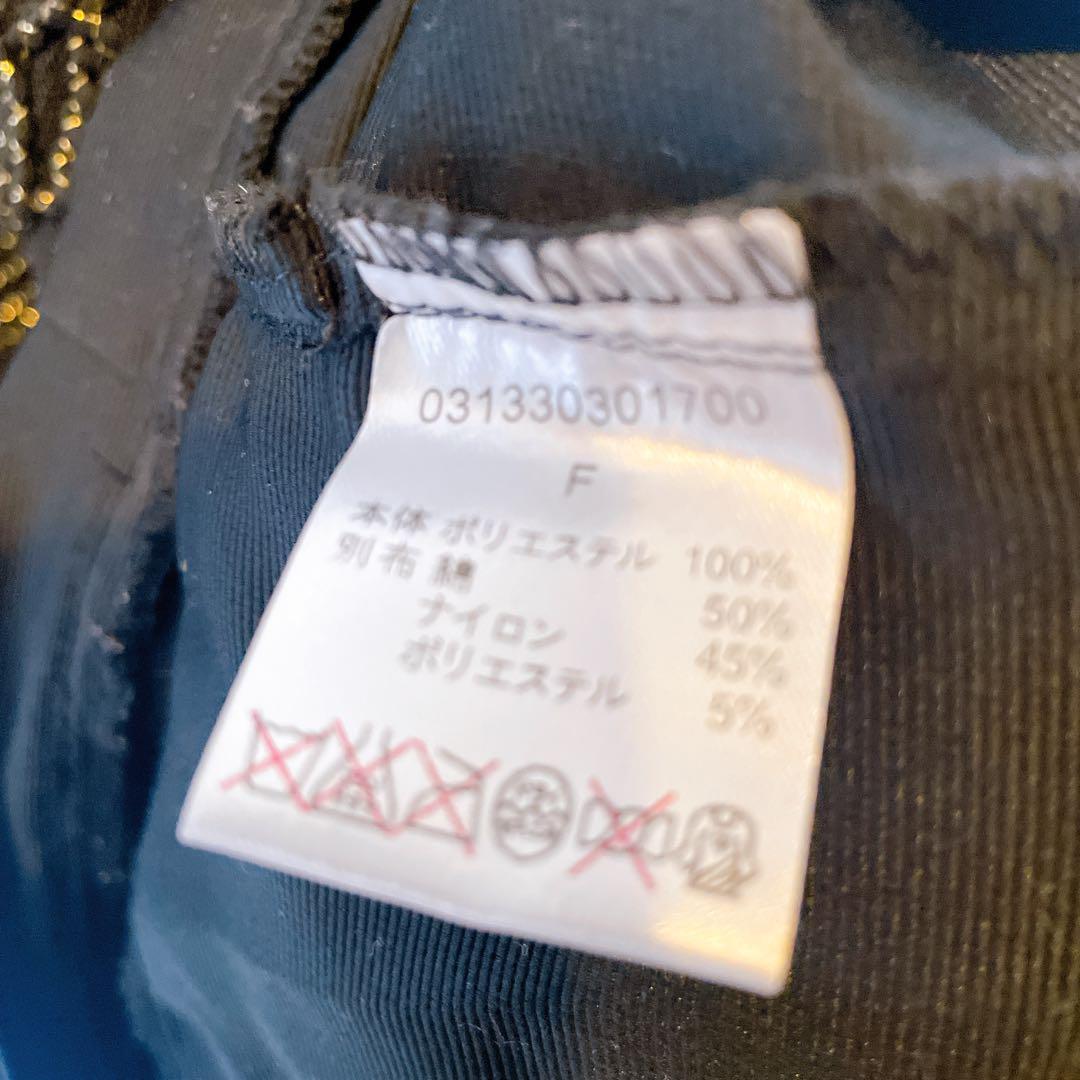 031330301700
F
本体 ポリエステル 100%
別布 綿 50%
ナイロン 45%
ポリエステル 5%